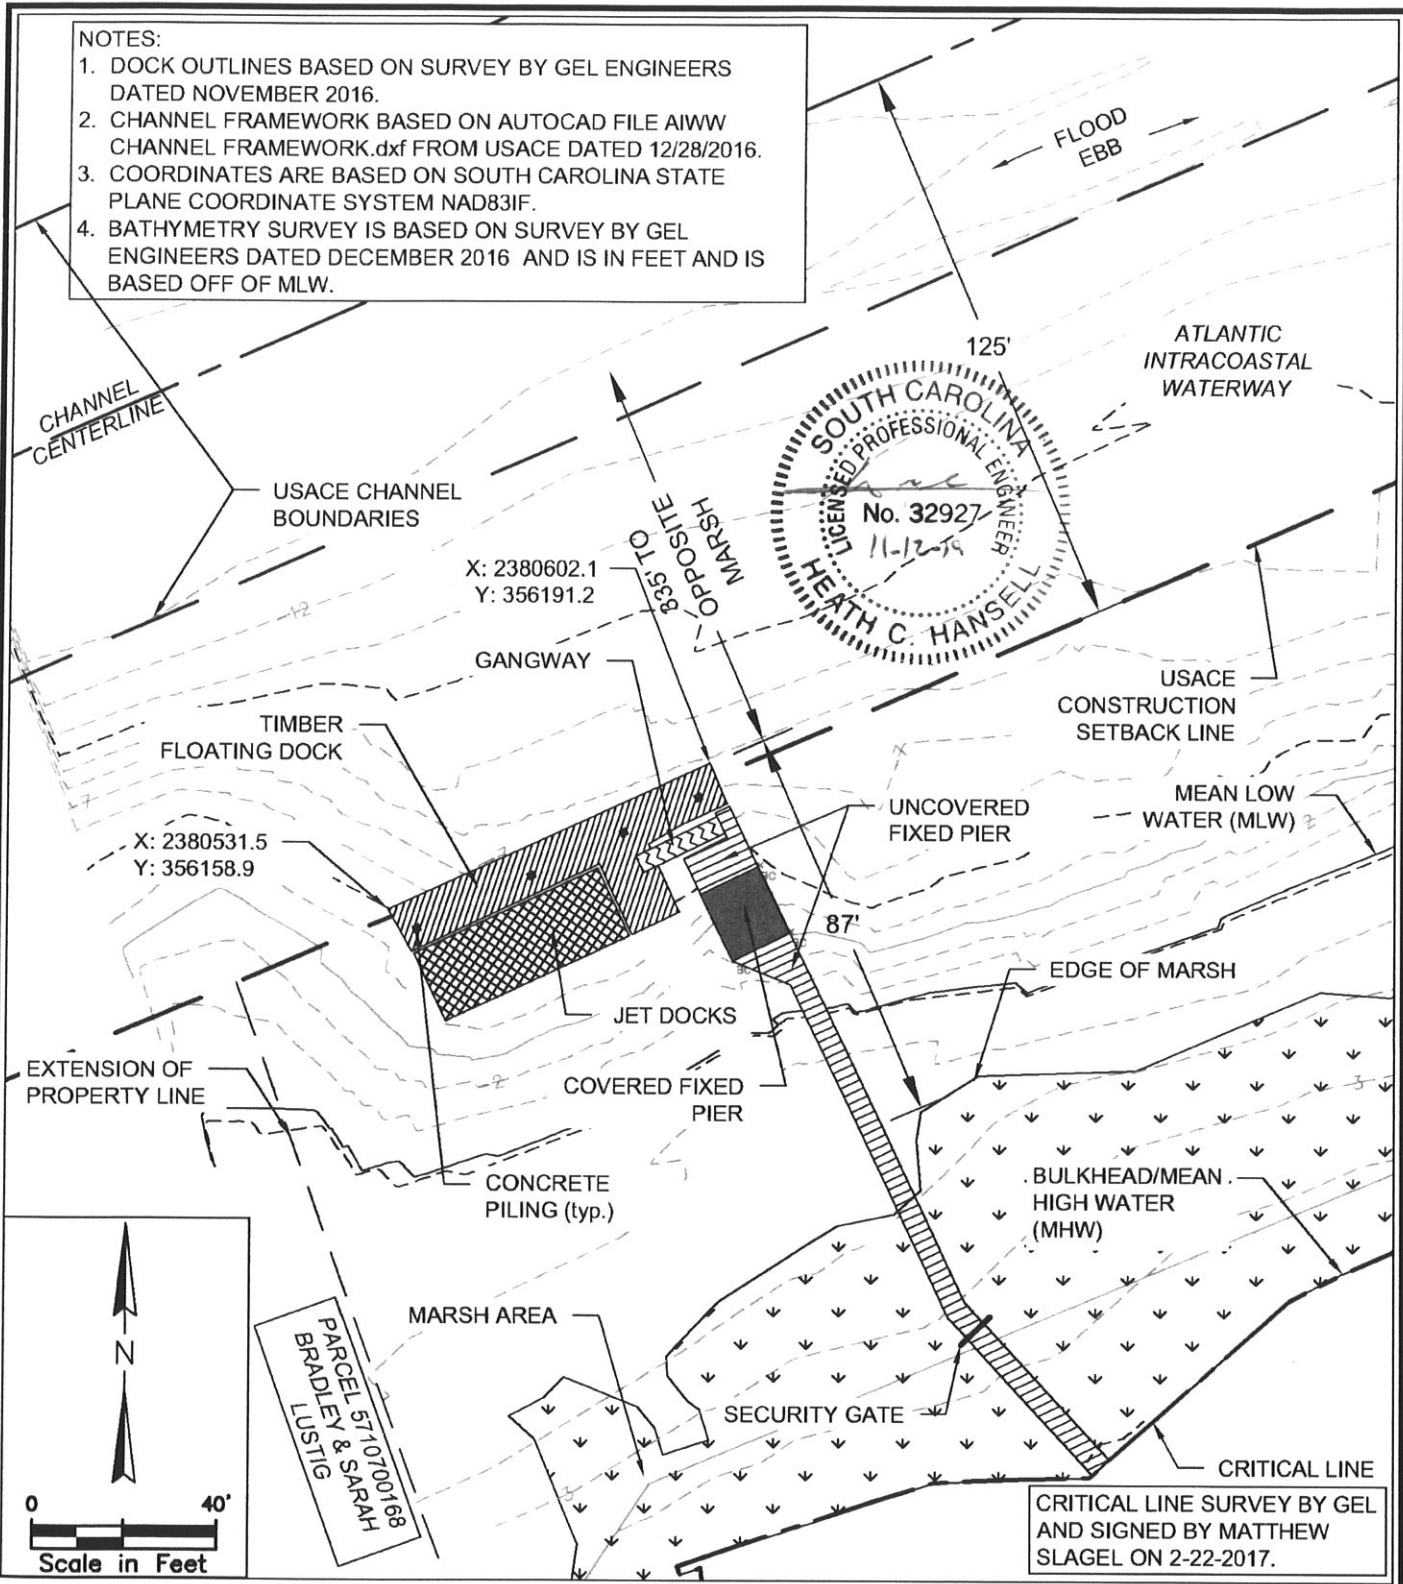 NOTES:
1. DOCK OUTLINES BASED ON SURVEY BY GEL ENGINEERS
DATED NOVEMBER 2016.
2. CHANNEL FRAMEWORK BASED ON AUTOCAD FILE AIWW
CHANNEL FRAMEWORK.dxf FROM USACE DATED 12/28/2016.
3. COORDINATES ARE BASED ON SOUTH CAROLINA STATE
PLANE COORDINATE SYSTEM NAD83IF.
4. BATHYMETRY SURVEY IS BASED ON SURVEY BY GEL
ENGINEERS DATED DECEMBER 2016 AND IS IN FEET AND IS
BASED OFF OF MLW.
FLOOD
EBB
125'
ATLANTIC
INTRACOASTAL
WATERWAY
CHANNEL
CENTERLINE
USACE CHANNEL
BOUNDARIES
835' TO
OPPOSITE
MARSH
SOUTH CAROLINA
LICENSED PROFESSIONAL ENGINEER
No. 32927
HEATH C. HANSELL
X: 2380602.1
Y: 356191.2
-12
GANGWAY
USACE
CONSTRUCTION
SETBACK LINE
TIMBER
FLOATING DOCK
-7
UNCOVERED
FIXED PIER
MEAN LOW
WATER (MLW)
X: 2380531.5
Y: 356158.9
87'
EDGE OF MARSH
JET DOCKS
EXTENSION OF
PROPERTY LINE
-2
COVERED FIXED
PIER
3
CONCRETE
PILING (typ.)
BULKHEAD/MEAN
HIGH WATER
(MHW)
N
MARSH AREA
PARCEL 5710700168
BRADLEY & SARAH
LUSTIG
SECURITY GATE
3
CRITICAL LINE
0 40'
Scale in Feet
CRITICAL LINE SURVEY BY GEL
AND SIGNED BY MATTHEW
SLAGEL ON 2-22-2017.